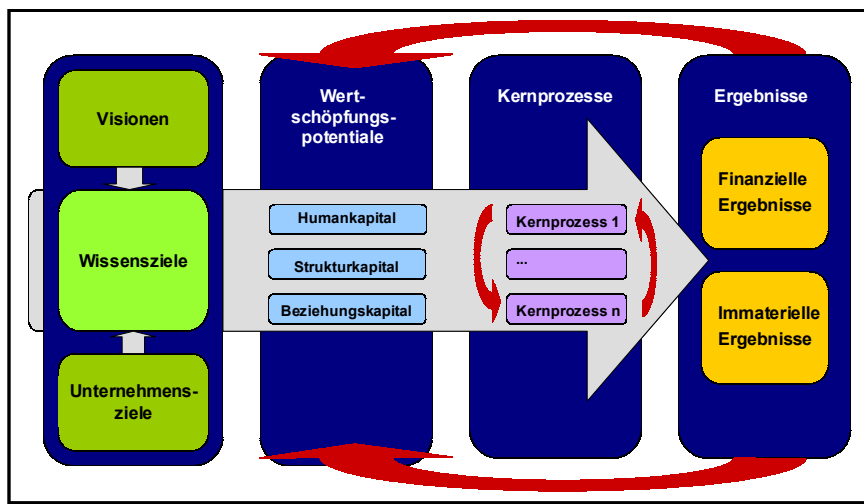 Visionen
Wissensziele
Unternehmens-
ziele
Wert-
schöpfungs-
potentiale
Humankapital
Strukturkapital
Beziehungskapital
Kernprozesse
Kernprozess 1
...
Kernprozess n
Ergebnisse
Finanzielle
Ergebnisse
Immaterielle
Ergebnisse